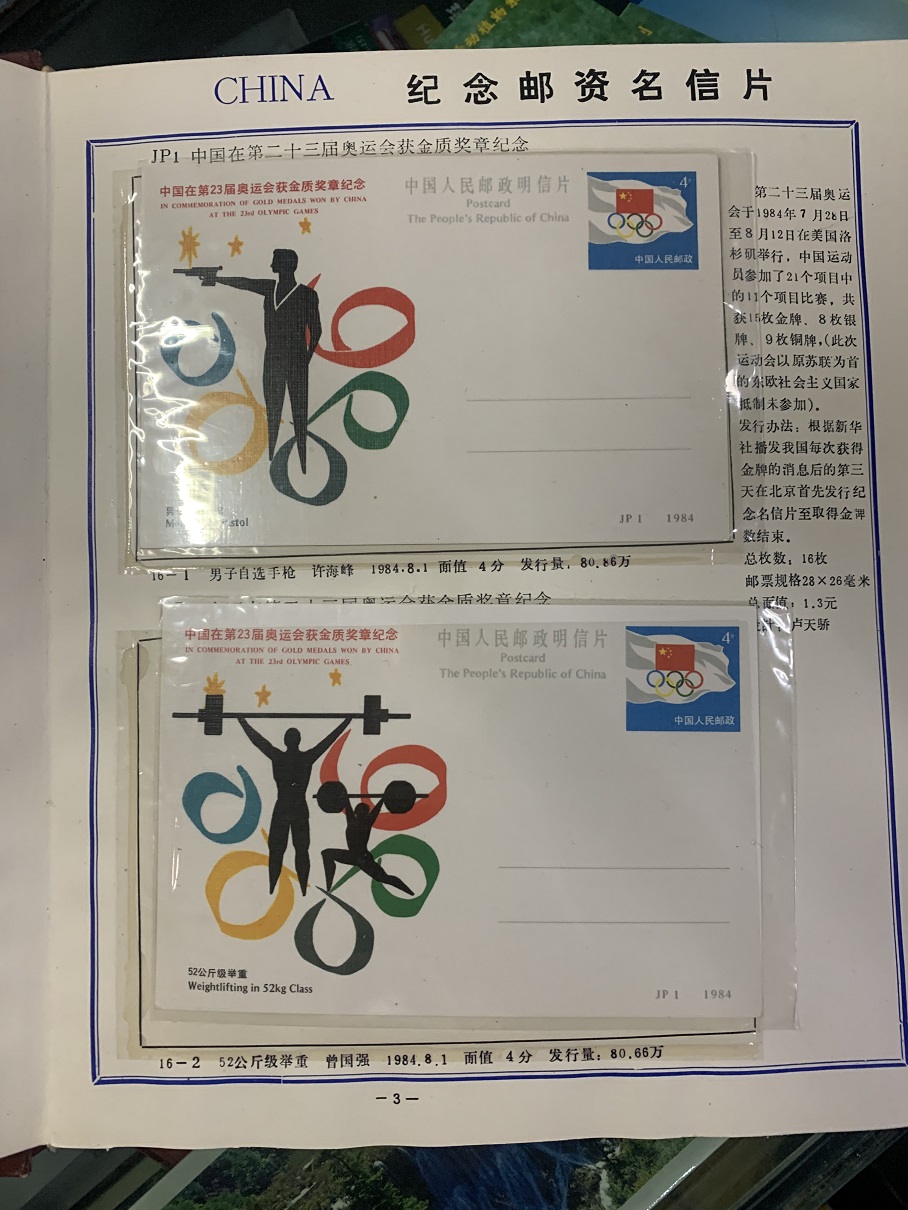 CHINA 纪念邮资名信片
JP1 中国在第二十三届奥运会获金质奖章纪念
中国在第23届奥运会获金质奖章纪念
IN COMMEMORATION OF GOLD MEDALS WON BY CHINA
AT THE 23rd OLYMPIC GAMES
中国人民邮政明信片
Postcard
The People's Republic of China
4分
中国人民邮政
JP 1 1984
16－1 男子自选手枪 许海峰 1984.8.1 面值 4分 发行量：80.86万
第二十三届奥运
会于1984年7月28日
至8月12日在美国洛
杉矶举行，中国运动
员参加了21个项目中
的11个项目比赛，共
获15枚金牌、8枚银
牌、9枚铜牌，(此次
运动会以原苏联为首
的东欧社会主义国家
抵制未参加)。
发行办法：根据新华
社播发我国每次获得
金牌的消息后的第三
天在北京首先发行纪
念名信片至取得金牌
数结束。
总枚数：16枚
邮票规格28×26毫米
总面值：1.3元
卢天骄
奥运会获金质奖章纪念
中国在第23届奥运会获金质奖章纪念
IN COMMEMORATION OF GOLD MEDALS WON BY CHINA
AT THE 23rd OLYMPIC GAMES
中国人民邮政明信片
Postcard
The People's Republic of China
4分
中国人民邮政
52公斤级举重
Weightlifting in 52kg Class
JP 1 1984
16－2 52公斤级举重 曾国强 1984.8.1 面值 4分 发行量：80.66万
－3－